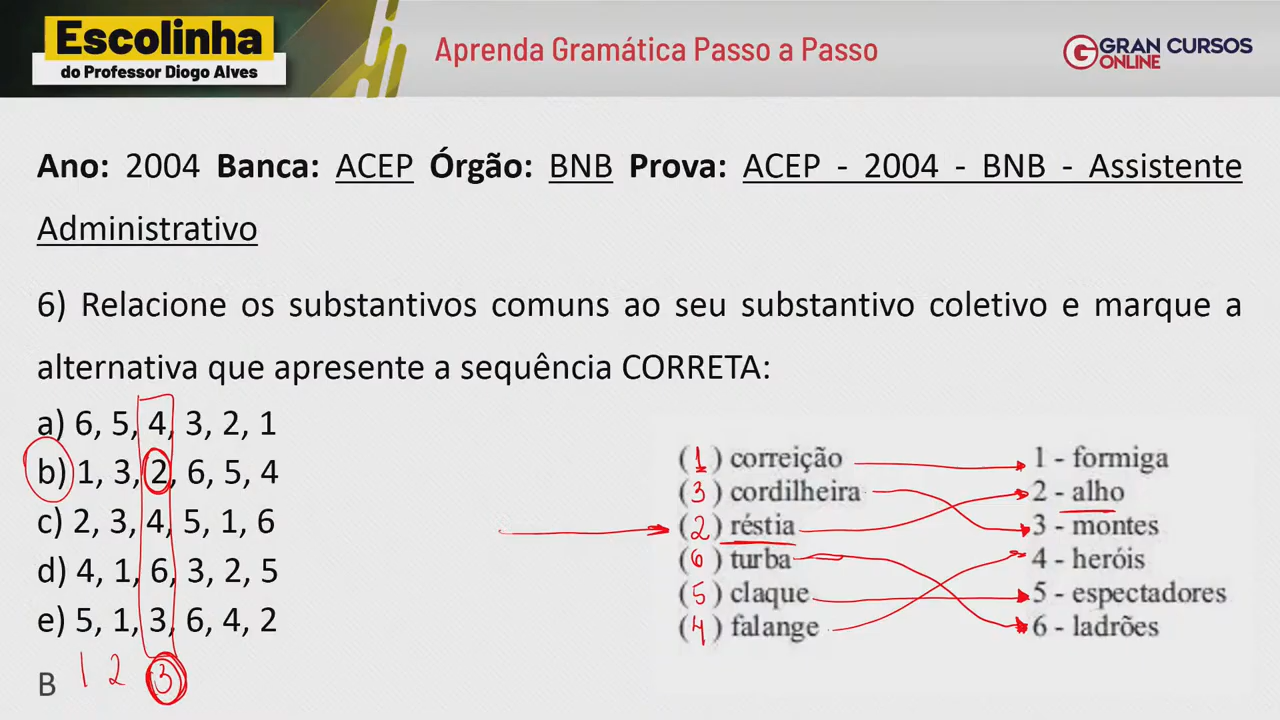 Escolinha
do Professor Diogo Alves
Aprenda Gramática Passo a Passo
G GRAN CURSOS
ONLINE
Ano: 2004 Banca: ACEP Órgão: BNB Prova: ACEP - 2004 - BNB - Assistente
Administrativo
6) Relacione os substantivos comuns ao seu substantivo coletivo e marque a
alternativa que apresente a sequência CORRETA:
a) 6, 5, 4, 3, 2, 1
b) 1, 3, 2, 6, 5, 4
c) 2, 3, 4, 5, 1, 6
d) 4, 1, 6, 3, 2, 5
e) 5, 1, 3, 6, 4, 2
B 1 2 3
(1) correição 1 - formiga
(3) cordilheira 2 - alho
(2) réstia 3 - montes
(6) turba 4 - heróis
(5) claque 5 - espectadores
(4) falange 6 - ladrões